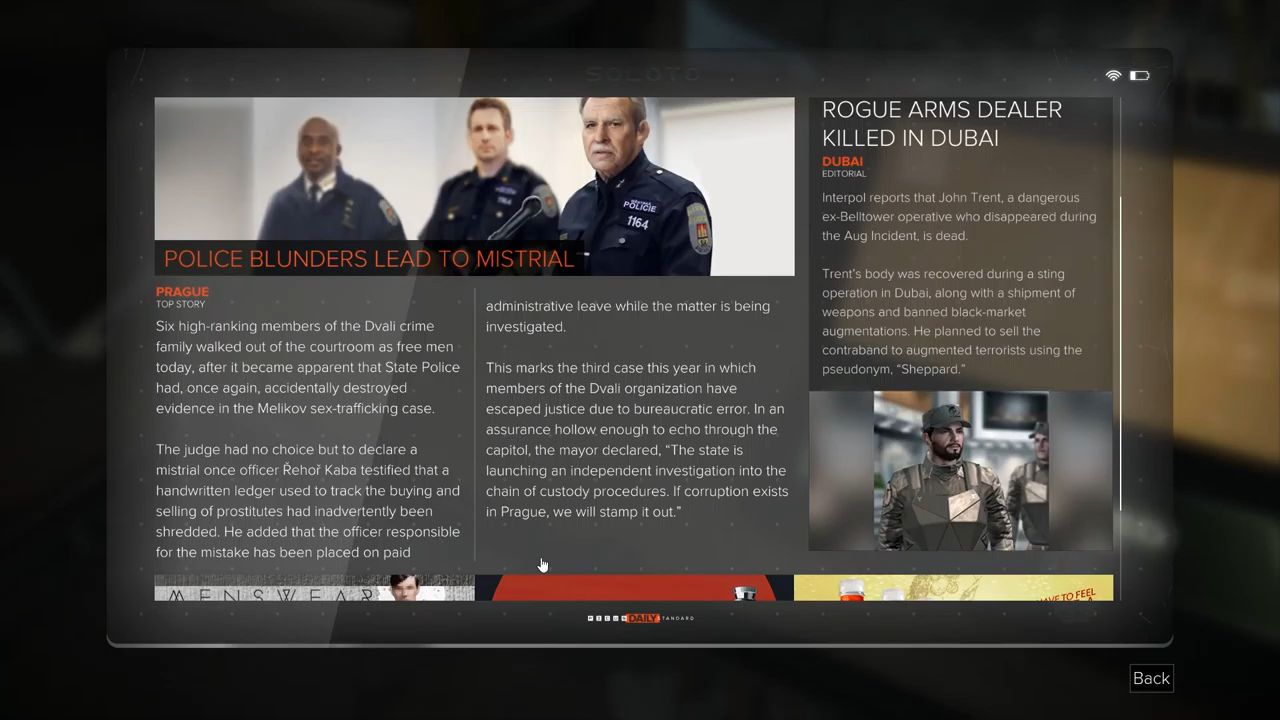 SOLOTO
POLICIE
1164
POLICE BLUNDERS LEAD TO MISTRIAL
PRAGUE
TOP STORY
Six high-ranking members of the Dvali crime
family walked out of the courtroom as free men
today, after it became apparent that State Police
had, once again, accidentally destroyed
evidence in the Melikov sex-trafficking case.
The judge had no choice but to declare a
mistrial once officer Řehoř Kaba testified that a
handwritten ledger used to track the buying and
selling of prostitutes had inadvertently been
shredded. He added that the officer responsible
for the mistake has been placed on paid
administrative leave while the matter is being
investigated.
This marks the third case this year in which
members of the Dvali organization have
escaped justice due to bureaucratic error. In an
assurance hollow enough to echo through the
capitol, the mayor declared, “The state is
launching an independent investigation into the
chain of custody procedures. If corruption exists
in Prague, we will stamp it out.”
ROGUE ARMS DEALER
KILLED IN DUBAI
DUBAI
EDITORIAL
Interpol reports that John Trent, a dangerous
ex-Belltower operative who disappeared during
the Aug Incident, is dead.
Trent’s body was recovered during a sting
operation in Dubai, along with a shipment of
weapons and banned black-market
augmentations. He planned to sell the
contraband to augmented terrorists using the
pseudonym, “Sheppard.”
MENSWEAR
TO FEEL
PICUS DAILY STANDARD
Back